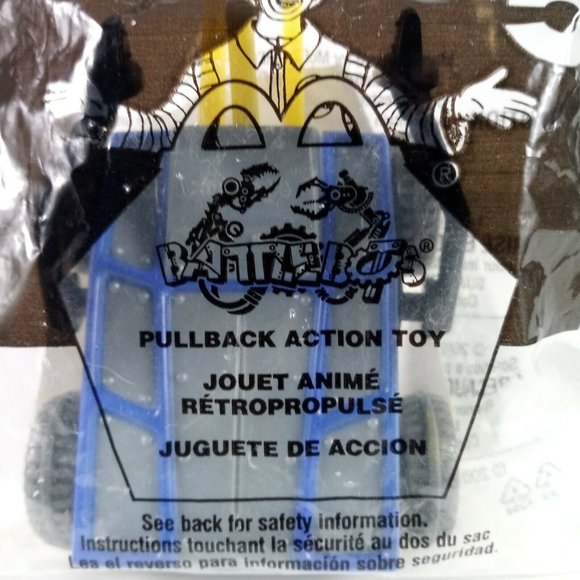 ®
BATTLEBOTS®
PULLBACK ACTION TOY
JOUET ANIMÉ
RÉTROPROPULSÉ
JUGUETE DE ACCION
See back for safety information.
Instructions touchant la sécurité au dos du sac
Lea el reverso para información sobre seguridad.